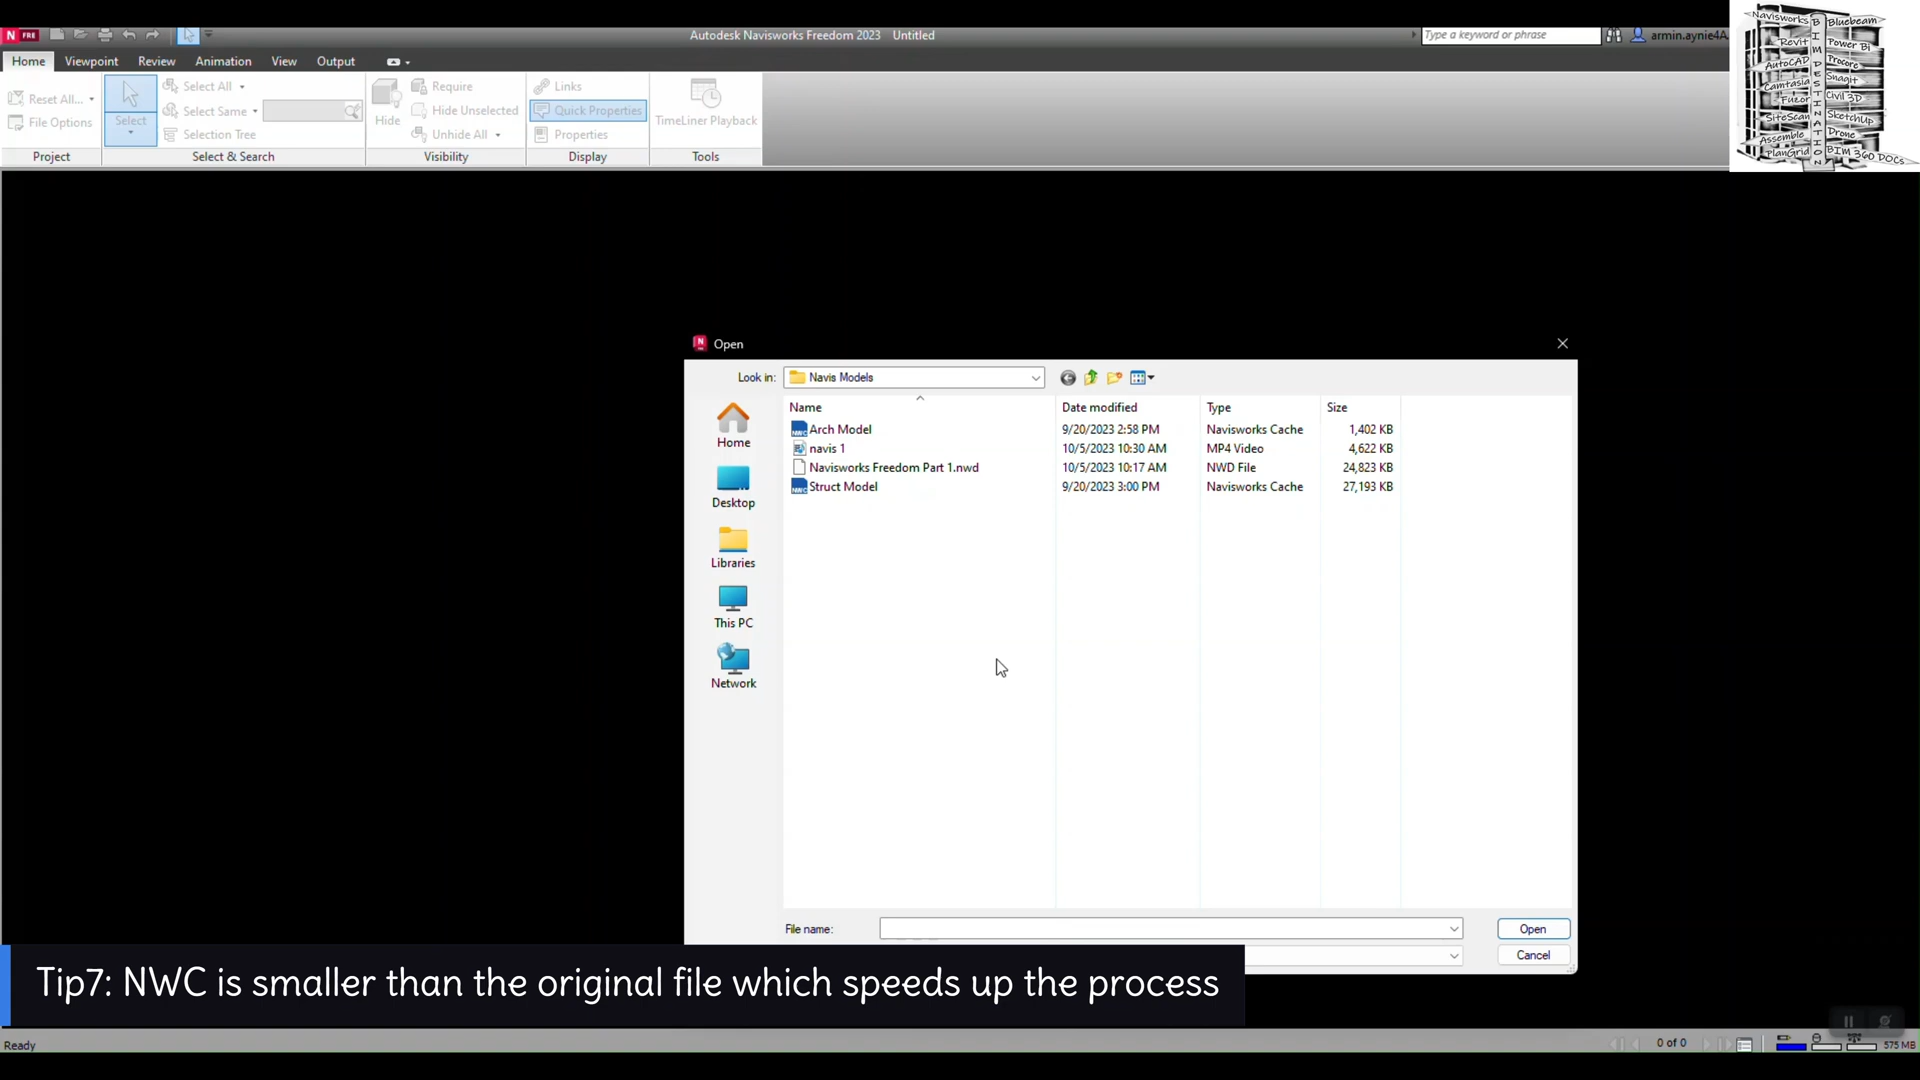 N FRE
Autodesk Navisworks Freedom 2023 Untitled
Type a keyword or phrase
armin.aynie4A
Home Viewpoint Review Animation View Output
Reset All...
File Options
Project
Select
Select All
Select Same
Selection Tree
Select & Search
Hide
Require
Hide Unselected
Unhide All
Visibility
Links
Quick Properties
Properties
Display
TimeLiner Playback
Tools
Navisworks
Bluebeam
Revit
Power Bi
AutoCAD
Procore
Camtasia
Snagit
Fuzor
Civil 3D
SiteScan
SketchUp
Assemble
Drone
PlanGrid
BIM 360 DOCs
BIM DESTINATION
N Open
Look in: Navis Models
Name Date modified Type Size
Arch Model 9/20/2023 2:58 PM Navisworks Cache 1,402 KB
navis 1 10/5/2023 10:30 AM MP4 Video 4,622 KB
Navisworks Freedom Part 1.nwd 10/5/2023 10:17 AM NWD File 24,823 KB
Struct Model 9/20/2023 3:00 PM Navisworks Cache 27,193 KB
Home
Desktop
Libraries
This PC
Network
File name:
Open
Cancel
Tip7: NWC is smaller than the original file which speeds up the process
Ready
0 of 0
575 MB